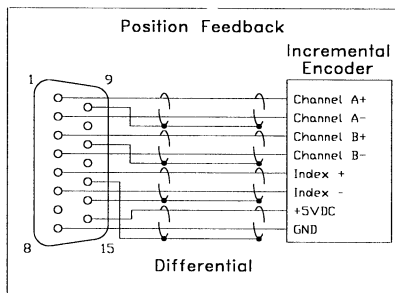 Position Feedback
Incremental
Encoder
1
9
Channel A+
Channel A-
Channel B+
Channel B-
Index +
Index -
+5VDC
GND
8
15
Differential